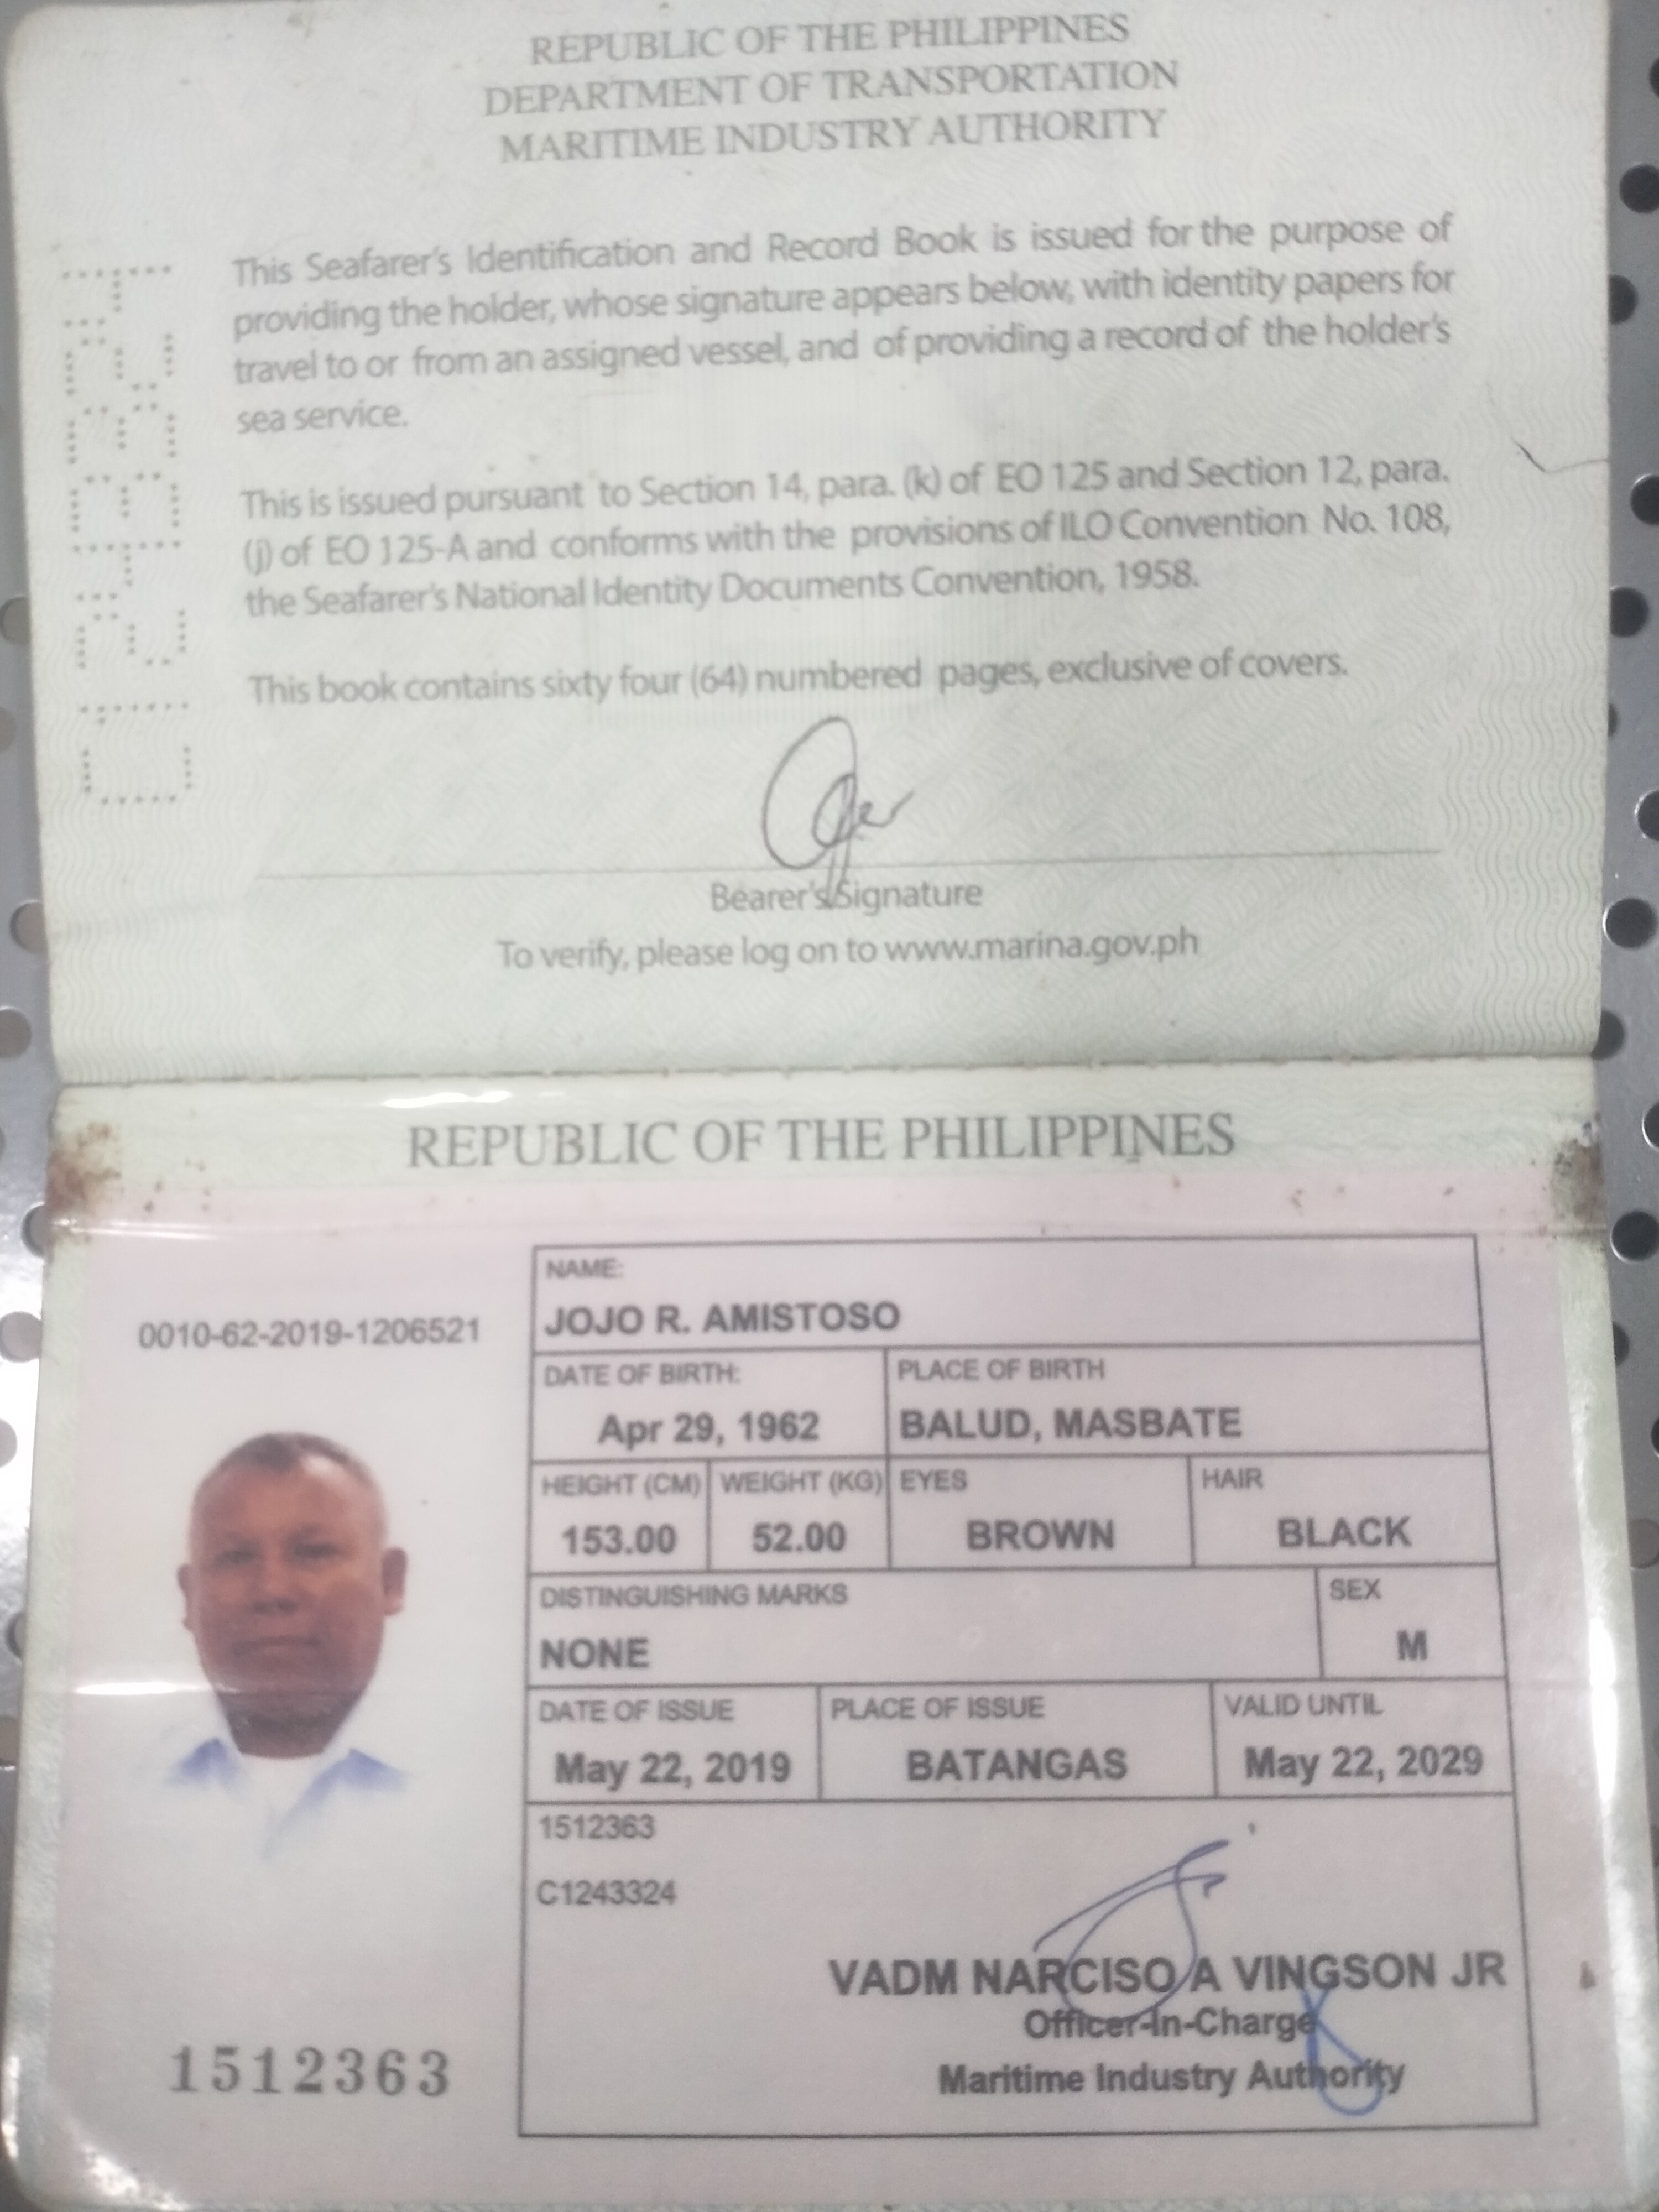 REPUBLIC OF THE PHILIPPINES
DEPARTMENT OF TRANSPORTATION
MARITIME INDUSTRY AUTHORITY
This Seafarer's Identification and Record Book is issued for the purpose of
providing the holder, whose signature appears below, with identity papers for
travel to or from an assigned vessel, and of providing a record of the holder's
sea service.
This is issued pursuant to Section 14, para. (k) of EO 125 and Section 12, para.
(j) of EO 125-A and conforms with the provisions of ILO Convention No. 108,
the Seafarer's National Identity Documents Convention, 1958.
This book contains sixty four (64) numbered pages, exclusive of covers.
Bearer's Signature
To verify, please log on to www.marina.gov.ph
C1243324
REPUBLIC OF THE PHILIPPINES
0010-62-2019-1206521
NAME:
JOJO R. AMISTOSO
DATE OF BIRTH: PLACE OF BIRTH
Apr 29, 1962 BALUD, MASBATE
HEIGHT (CM) WEIGHT (KG) EYES HAIR
153.00 52.00 BROWN BLACK
DISTINGUISHING MARKS SEX
NONE M
DATE OF ISSUE PLACE OF ISSUE VALID UNTIL
May 22, 2019 BATANGAS May 22, 2029
1512363
C1243324
VADM NARCISO A VINGSON JR
Officer-In-Charge
Maritime Industry Authority
1512363